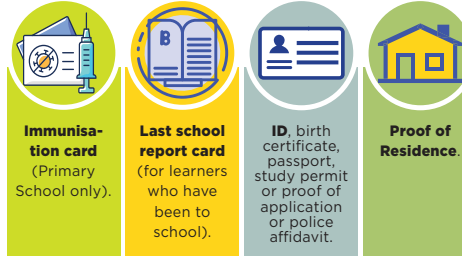 B
Immunisa-
tion card
(Primary
School only).
Last school
report card
(for learners
who have
been to
school).
ID, birth
certificate,
passport,
study permit
or proof of
application
or police
affidavit.
Proof of
Residence.